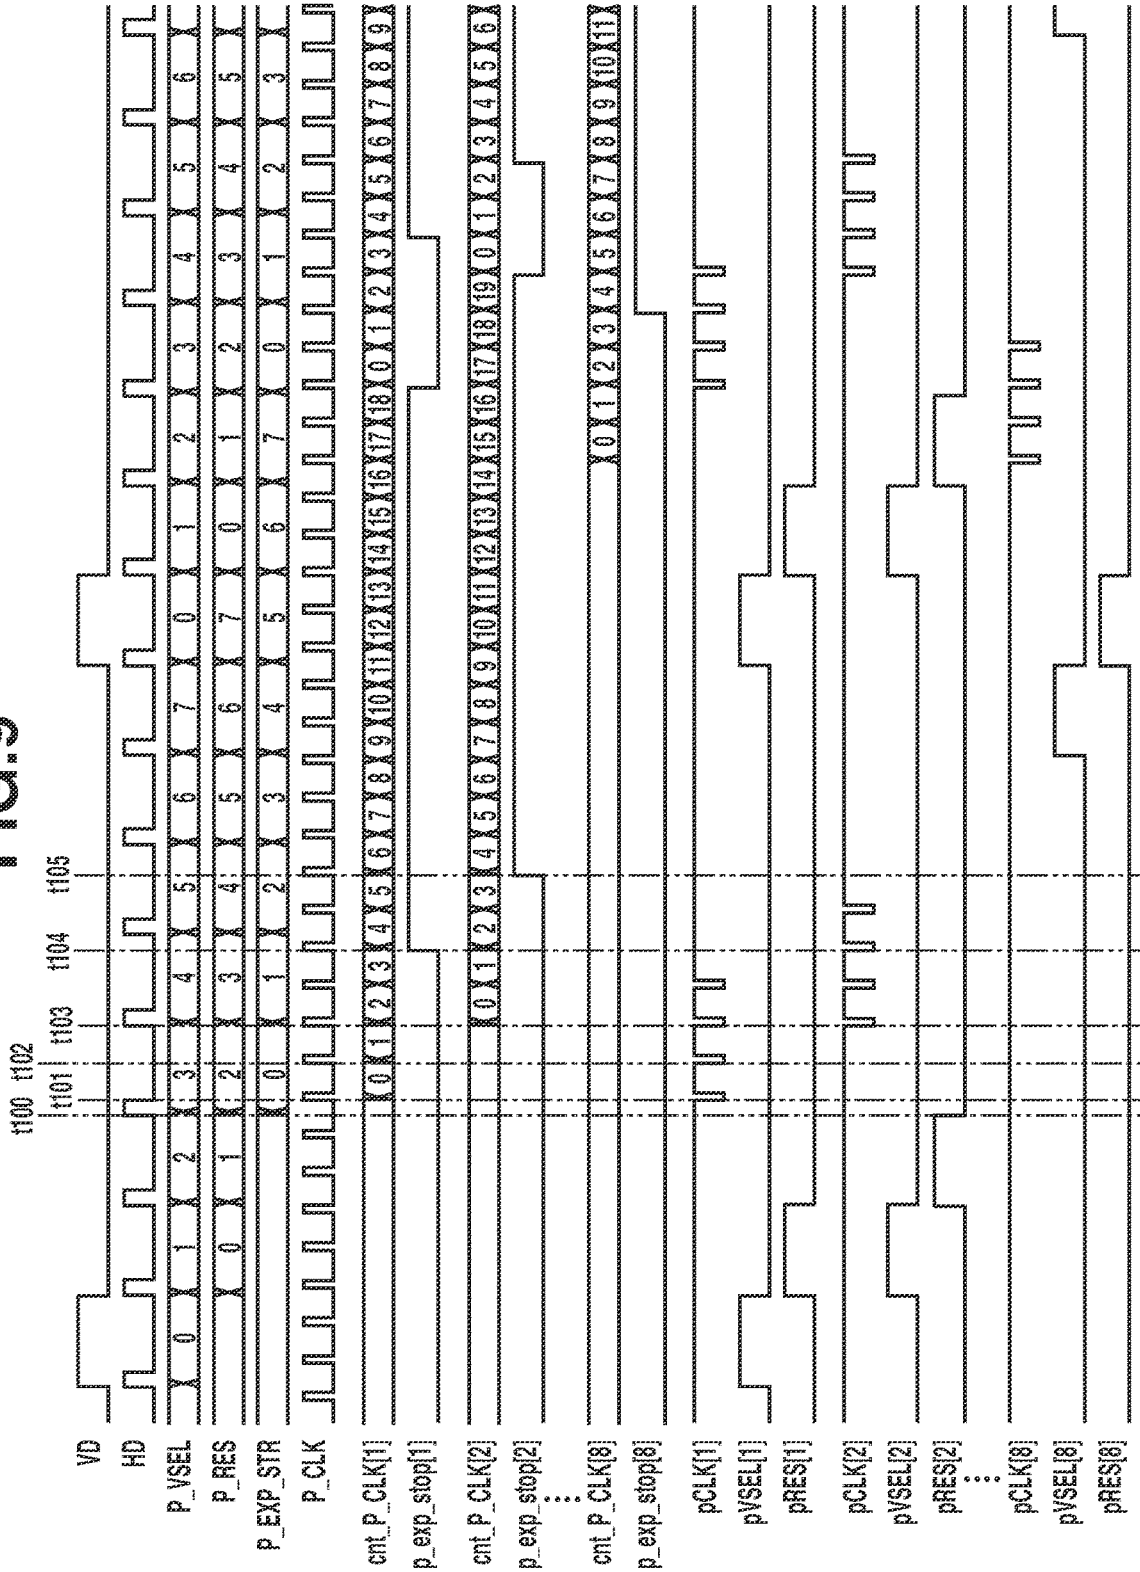 FIG.9
t100 t101 t102 t103 t104 t105
VD
HD
P_VSEL X 0 X 1 X 2 X 3 X 4 X 5 X 6 X 7 X 0 X 1 X 2 X 3 X 4 X 5 X 6 X
P_RES X 0 X 1 X 2 X 3 X 4 X 5 X 6 X 7 X 0 X 1 X 2 X 3 X 4 X 5 X
P_EXP_STR X 0 X 1 X 2 X 3 X 4 X 5 X 6 X 7 X 0 X 1 X 2 X 3 X
P_CLK
cnt_P_CLK[1] X 0 X 1 X 2 X 3 X 4 X 5 X 6 X 7 X 8 X 9 X 10 X 11 X 12 X 13 X 14 X 15 X 16 X 17 X 18 X 0 X 1 X 2 X 3 X 4 X 5 X 6 X 7 X 8 X 9
p_exp_stop[1]
cnt_P_CLK[2] X 0 X 1 X 2 X 3 X 4 X 5 X 6 X 7 X 8 X 9 X 10 X 11 X 12 X 13 X 14 X 15 X 16 X 17 X 18 X 19 X 0 X 1 X 2 X 3 X 4 X 5 X 6
p_exp_stop[2]
cnt_P_CLK[8] X 0 X 1 X 2 X 3 X 4 X 5 X 6 X 7 X 8 X 9 X 10 X 11
p_exp_stop[8]
pCLK[1]
pVSEL[1]
pRES[1]
pCLK[2]
pVSEL[2]
pRES[2]
pCLK[8]
pVSEL[8]
pRES[8]